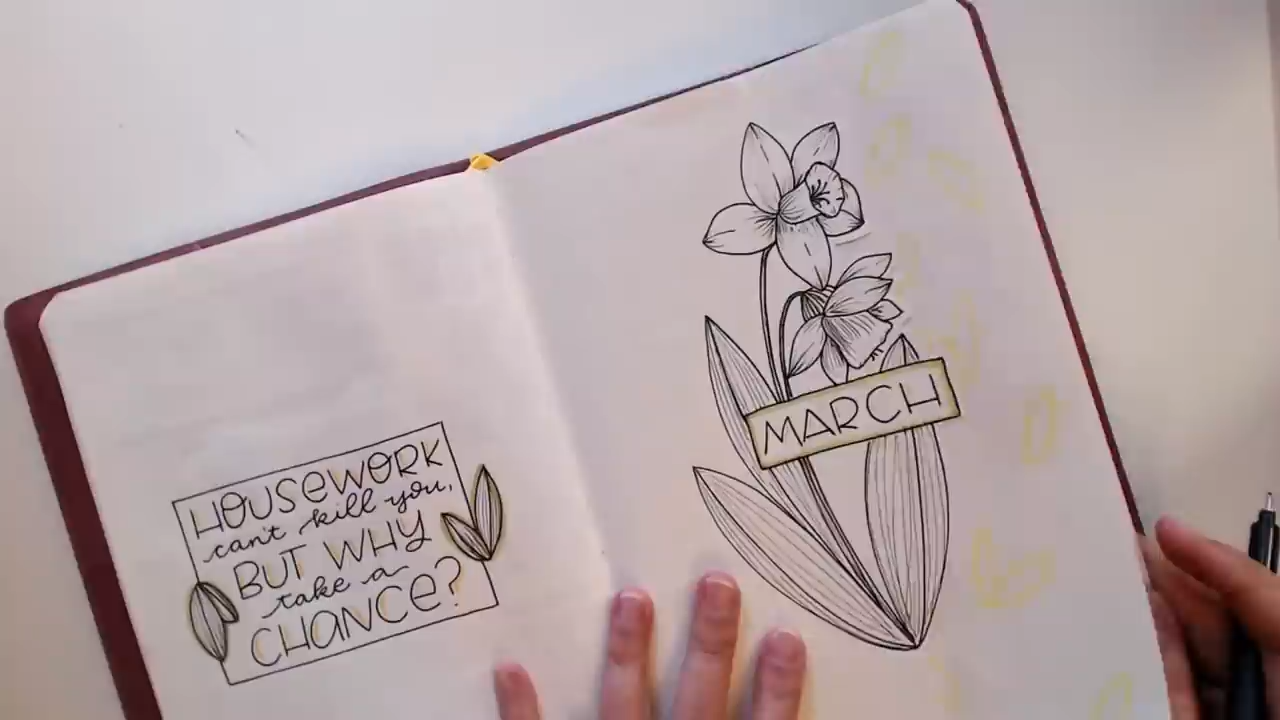 HOUSEWORK
can't kill you,
BUT WHY
take a
CHANCE?
MARCH